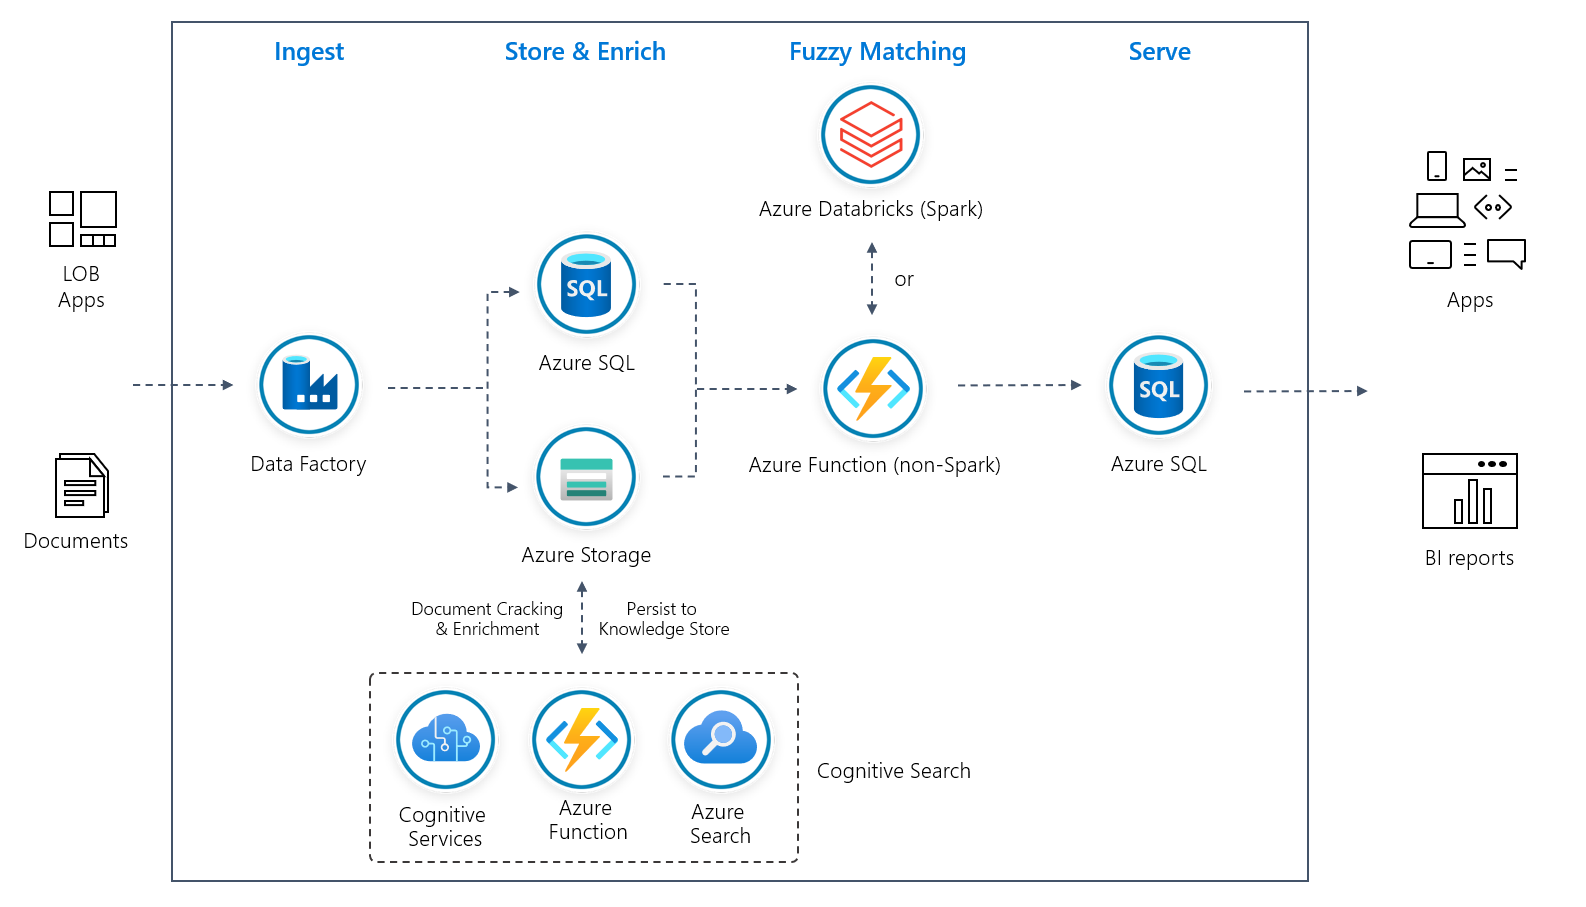 Ingest
Store & Enrich
Fuzzy Matching
Serve
Azure Databricks (Spark)
LOB
Apps
SQL
or
Apps
Azure SQL
SQL
Data Factory
Azure Function (non-Spark)
Azure SQL
Documents
Azure Storage
BI reports
Document Cracking
& Enrichment
Persist to
Knowledge Store
Cognitive Search
Cognitive
Services
Azure
Function
Azure
Search